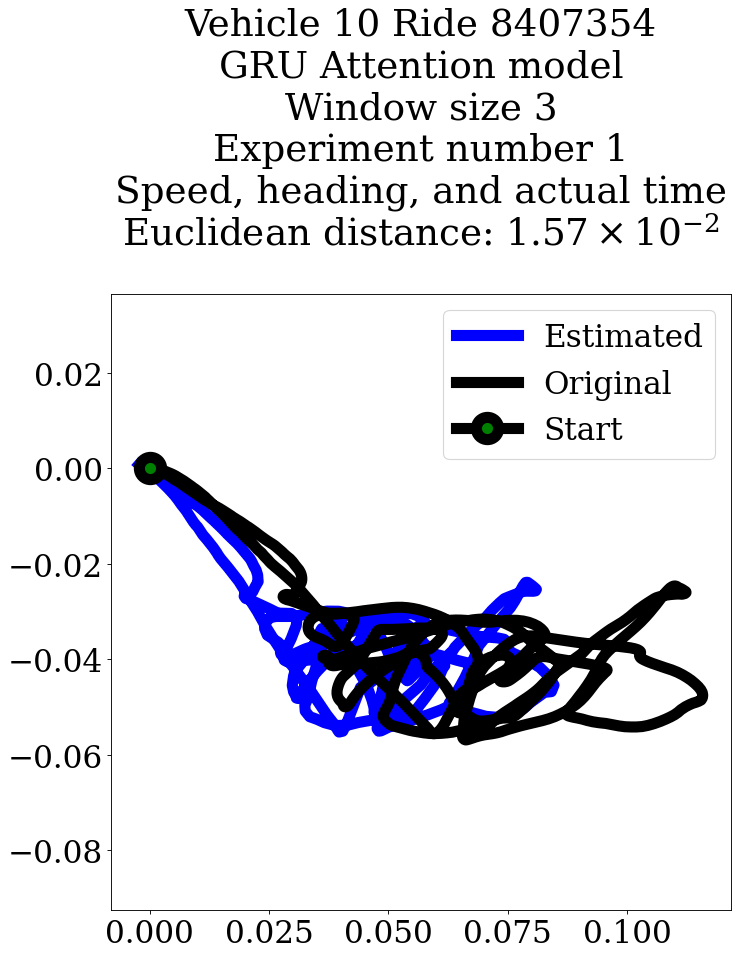 Vehicle 10 Ride 8407354
GRU Attention model
Window size 3
Experiment number 1
Speed, heading, and actual time
Euclidean distance: 1.57 × 10⁻²
Estimated
Original
Start
0.02
0.00
−0.02
−0.04
−0.06
−0.08
0.000 0.025 0.050 0.075 0.100